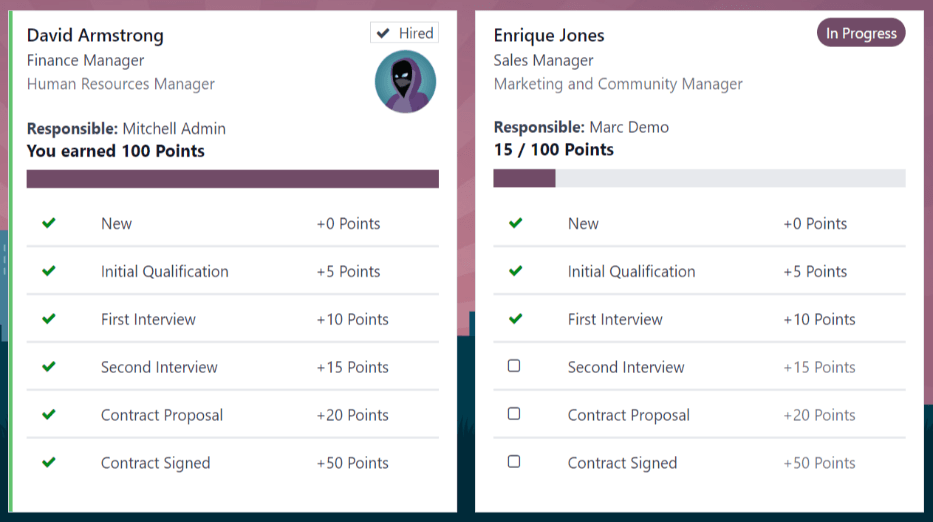 David Armstrong
Hired
Finance Manager
Human Resources Manager
Responsible: Mitchell Admin
You earned 100 Points
New +0 Points
Initial Qualification +5 Points
First Interview +10 Points
Second Interview +15 Points
Contract Proposal +20 Points
Contract Signed +50 Points
Enrique Jones
In Progress
Sales Manager
Marketing and Community Manager
Responsible: Marc Demo
15 / 100 Points
New +0 Points
Initial Qualification +5 Points
First Interview +10 Points
Second Interview +15 Points
Contract Proposal +20 Points
Contract Signed +50 Points